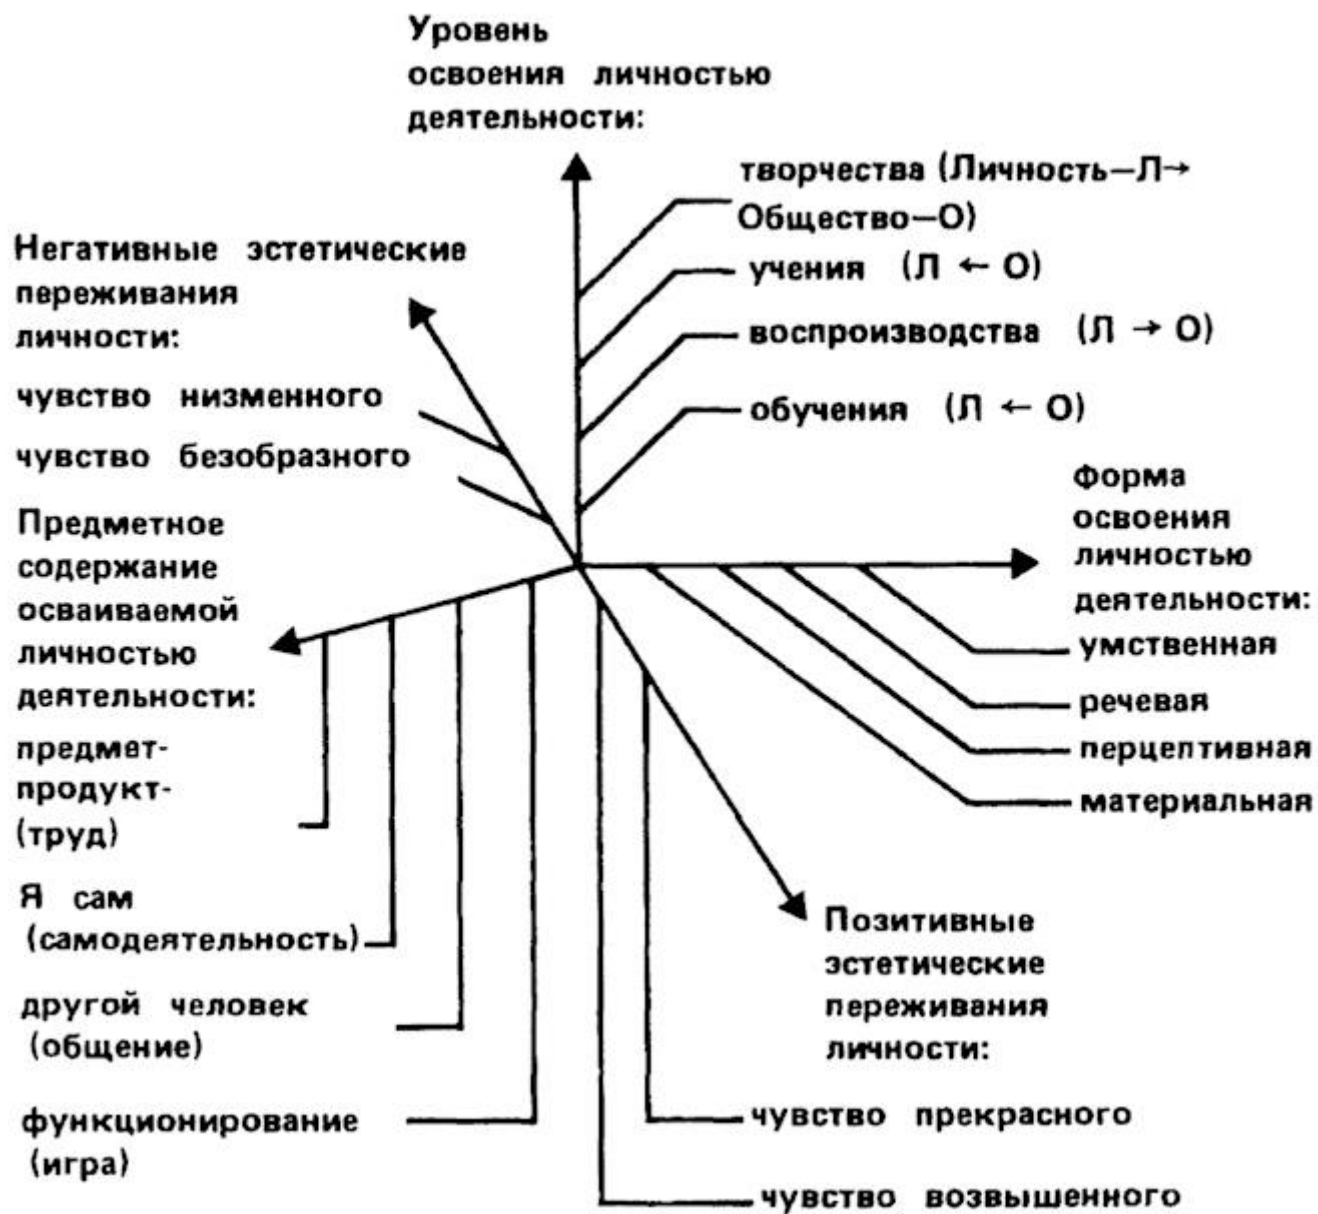 Уровень
освоения личностью
деятельности:
творчества (Личность—Л→
Общество—О)
учения (Л ← О)
воспроизводства (Л → О)
обучения (Л ← О)
Негативные эстетические
переживания
личности:
чувство низменного
чувство безобразного
Предметное
содержание
осваиваемой
личностью
деятельности:
предмет-
продукт-
(труд)
Я сам
(самодеятельность)
другой человек
(общение)
функционирование
(игра)
Форма
освоения
личностью
деятельности:
умственная
речевая
перцептивная
материальная
Позитивные
эстетические
переживания
личности:
чувство прекрасного
чувство возвышенного